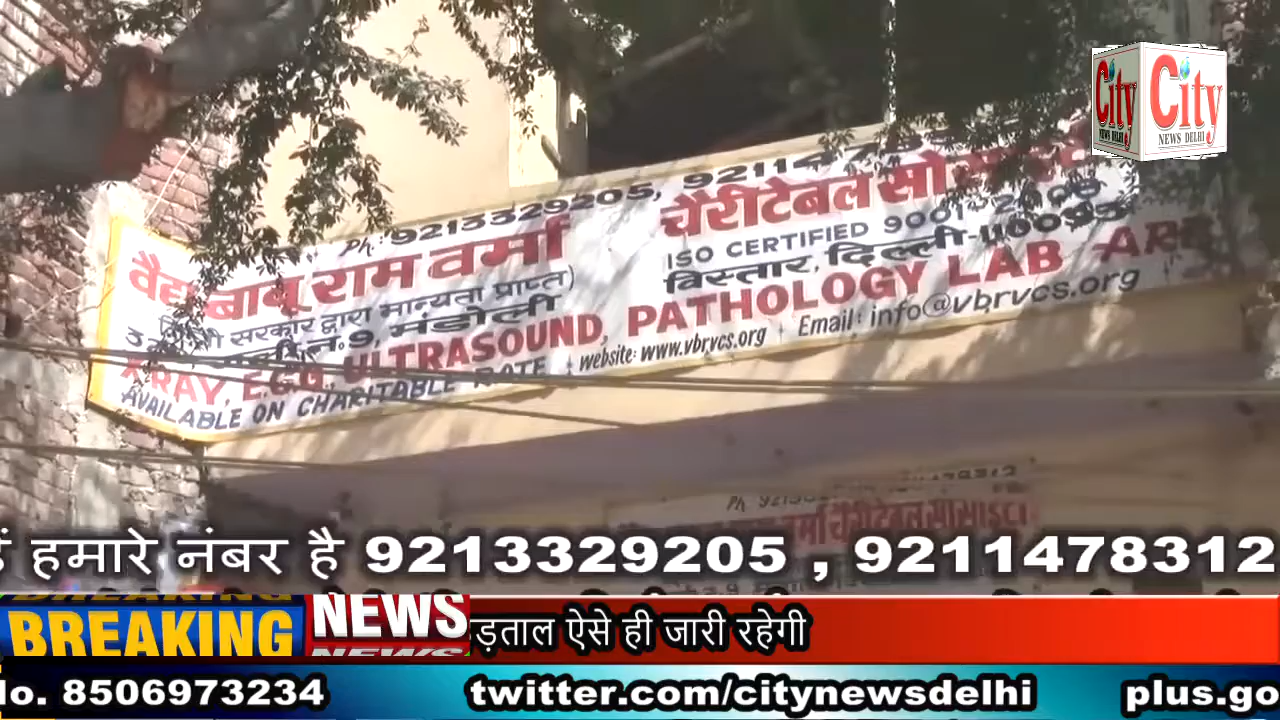 City
NEWS DELHI
City
NEWS DELHI
Ph: 9213329205, 92114
वैद्य बाबू राम वर्मा चैरीटेबल
सरकार द्वारा मान्यता प्राप्त) ISO CERTIFIED 9001
9, मंडोली विस्तार, दिल्ली-110093
X-RAY, E.C.G, ULTRASOUND, PATHOLOGY LAB
AVAILABLE ON CHARITABLE RATE website: www.vbrvcs.org Email: info@vbrvcs.org
हमारे नंबर है 9213329205 , 9211478312
BREAKING NEWS ड़ताल ऐसे ही जारी रहेगी
No. 8506973234 twitter.com/citynewsdelhi plus.go